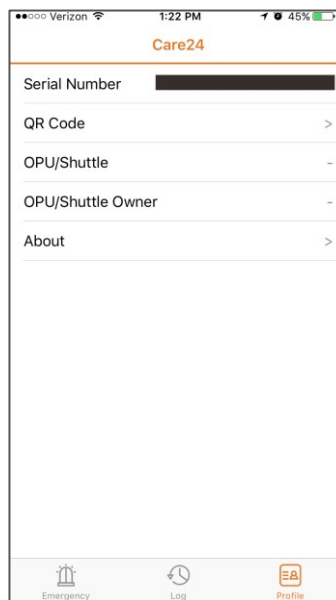 Verizon 1:22 PM 45%
Care24
Serial Number
QR Code >
OPU/Shuttle -
OPU/Shuttle Owner -
About >
Emergency Log Profile